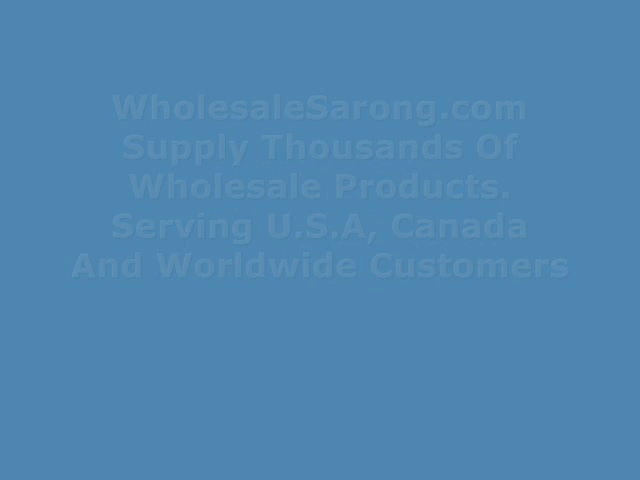 WholesaleSarong.com
Supply Thousands Of
Wholesale Products.
Serving U.S.A, Canada
And Worldwide Customers